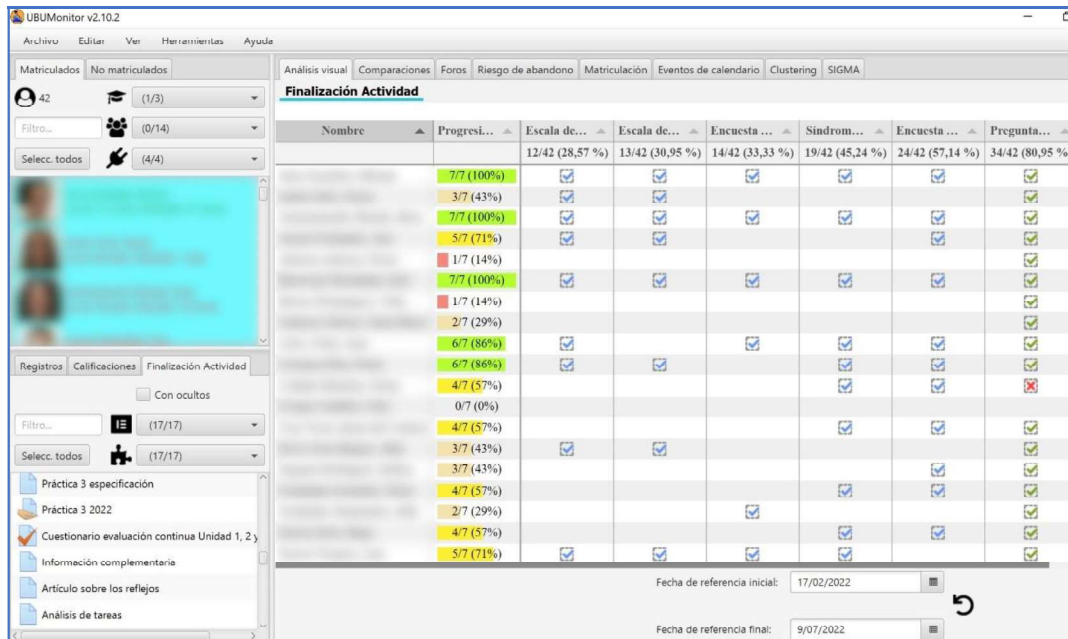 UBUMonitor v2.10.2
Archivo Editar Ver Herramientas Ayuda
Matriculados No matriculados
42 (1/3)
Filtro... (0/14)
Selecc. todos (4/4)
Registros Calificaciones Finalización Actividad
Con ocultos
Filtro... (17/17)
Selecc. todos (17/17)
Práctica 3 especificación
Práctica 3 2022
Cuestionario evaluación continua Unidad 1, 2 y
Información complementaria
Artículo sobre los reflejos
Análisis de tareas
Análisis visual Comparaciones Foros Riesgo de abandono Matriculación Eventos de calendario Clustering SIGMA
Finalización Actividad
Nombre Progresi... Escala de... Escala de... Encuesta ... Síndrom... Encuesta ... Pregunta...
12/42 (28,57 %) 13/42 (30,95 %) 14/42 (33,33 %) 19/42 (45,24 %) 24/42 (57,14 %) 34/42 (80,95 %
7/7 (100%)
3/7 (43%)
7/7 (100%)
5/7 (71%)
1/7 (14%)
7/7 (100%)
1/7 (14%)
2/7 (29%)
6/7 (86%)
6/7 (86%)
4/7 (57%)
0/7 (0%)
4/7 (57%)
3/7 (43%)
3/7 (43%)
4/7 (57%)
2/7 (29%)
4/7 (57%)
5/7 (71%)
Fecha de referencia inicial: 17/02/2022
Fecha de referencia final: 9/07/2022